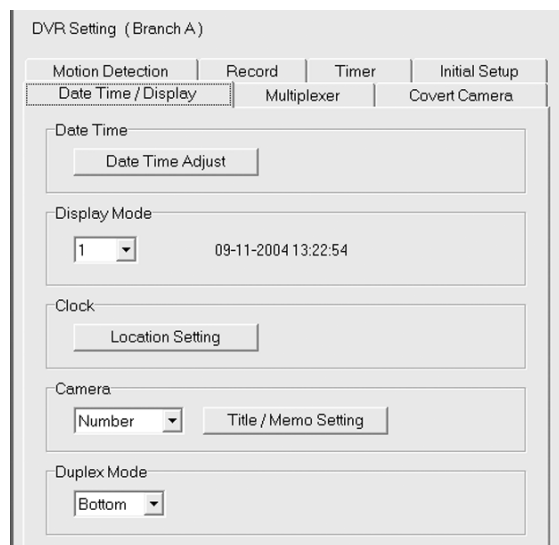 DVR Setting ( Branch A )
Motion Detection Record Timer Initial Setup
Date Time / Display Multiplexer Covert Camera
Date Time
Date Time Adjust
Display Mode
1 09-11-2004 13:22:54
Clock
Location Setting
Camera
Number Title / Memo Setting
Duplex Mode
Bottom